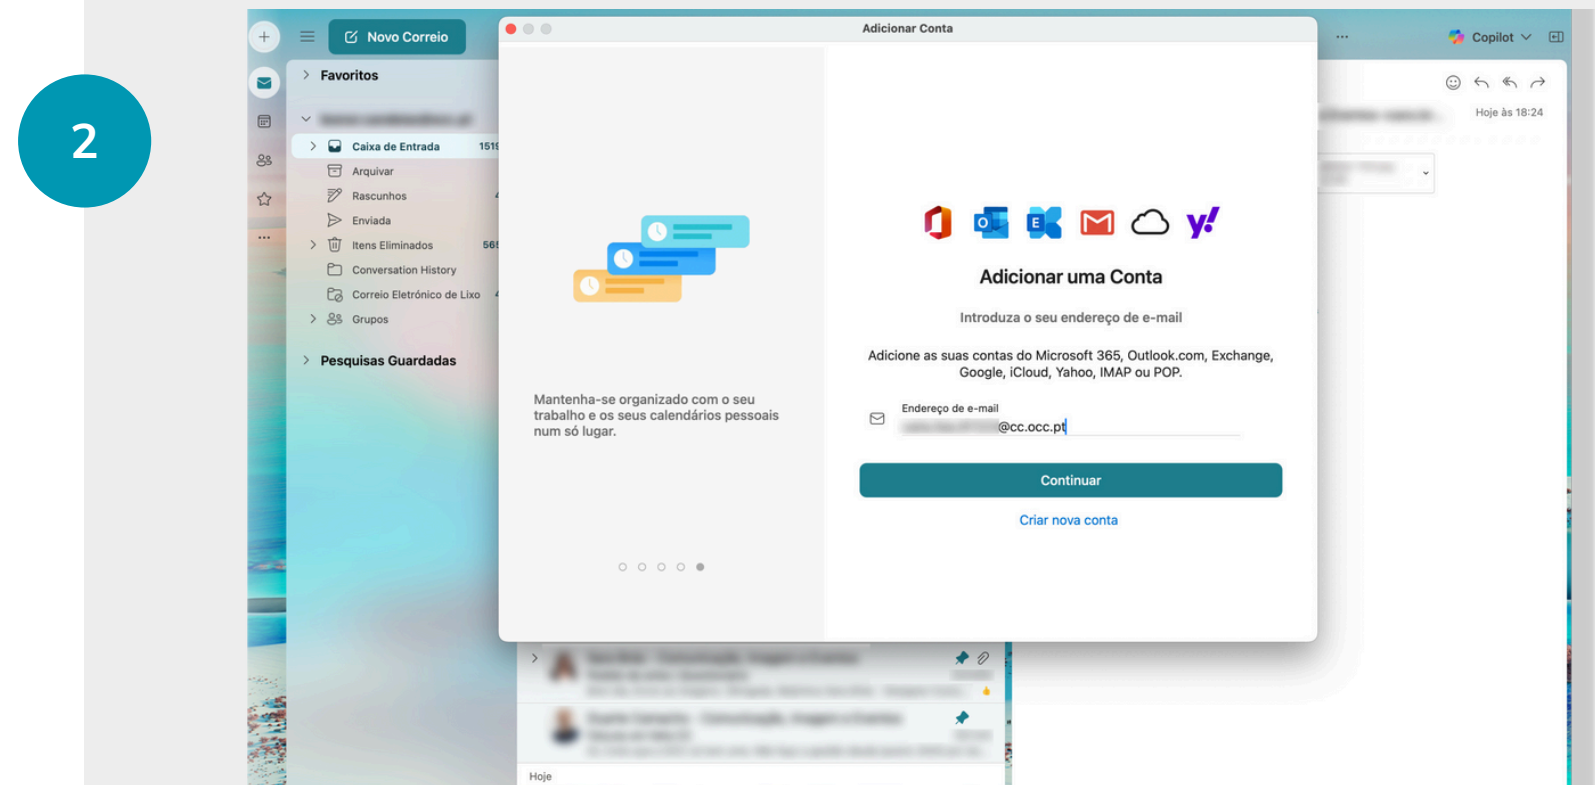 2
Novo Correio
Adicionar Conta
Copilot
Favoritos
Hoje às 18:24
Caixa de Entrada 1519
Arquivar
Rascunhos
Enviada
Itens Eliminados 565
Conversation History
Correio Eletrónico de Lixo
Grupos
Pesquisas Guardadas
Mantenha-se organizado com o seu
trabalho e os seus calendários pessoais
num só lugar.
Adicionar uma Conta
Introduza o seu endereço de e-mail
Adicione as suas contas do Microsoft 365, Outlook.com, Exchange,
Google, iCloud, Yahoo, IMAP ou POP.
Endereço de e-mail
@cc.occ.pt
Continuar
Criar nova conta
Hoje